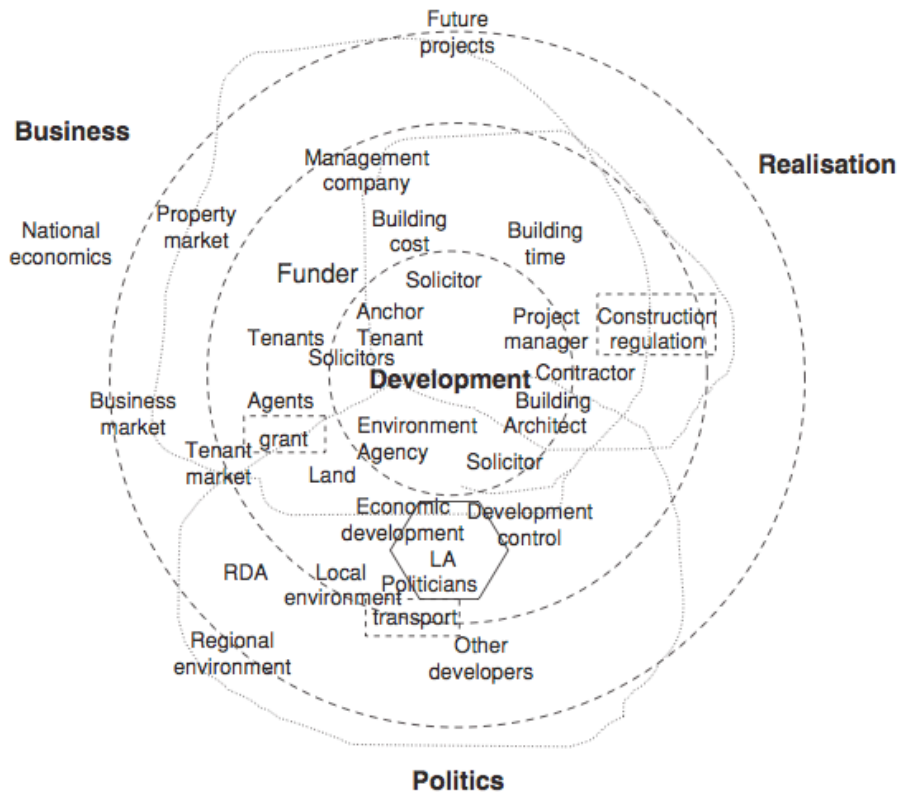 Future
projects
Business
Realisation
Management
company
Property
market
National
economics
Building
cost
Building
time
Funder
Solicitor
Anchor
Tenant
Tenants
Solicitors
Project
manager
Construction
regulation
Development
Contractor
Business
market
Agents
Building
Architect
grant
Environment
Agency
Tenant
market
Land
Solicitor
Economic
development
Development
control
LA
Politicians
RDA
Local
environment
transport
Regional
environment
Other
developers
Politics